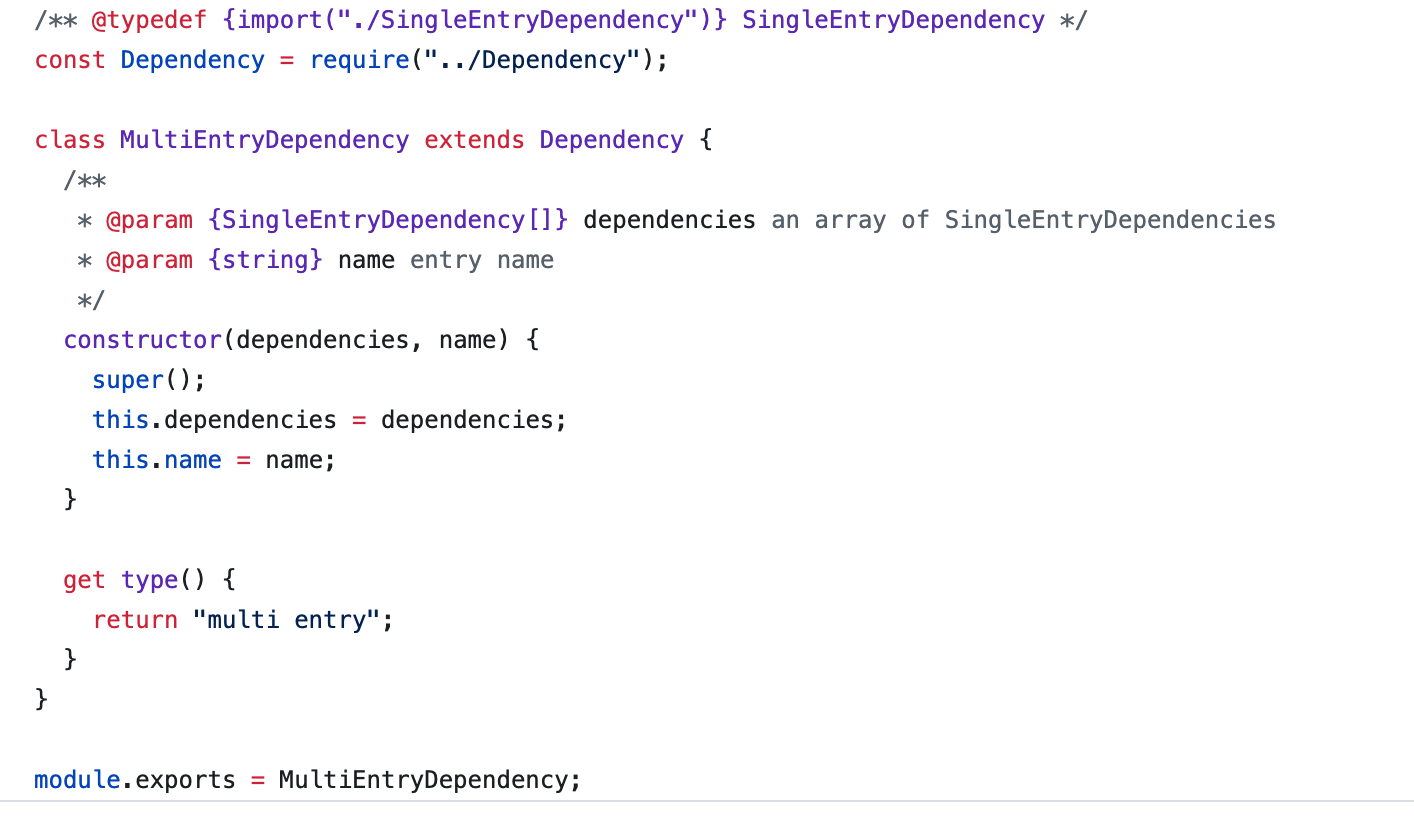 /** @typedef {import("./SingleEntryDependency")} SingleEntryDependency */
const Dependency = require("../Dependency");

class MultiEntryDependency extends Dependency {
  /**
   * @param {SingleEntryDependency[]} dependencies an array of SingleEntryDependencies
   * @param {string} name entry name
   */
  constructor(dependencies, name) {
    super();
    this.dependencies = dependencies;
    this.name = name;
  }

  get type() {
    return "multi entry";
  }
}

module.exports = MultiEntryDependency;